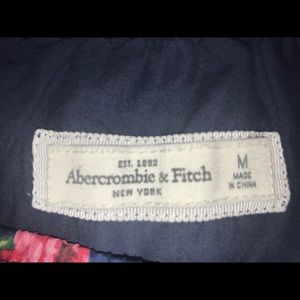 EST. 1892
Abercrombie & Fitch
NEW YORK
M
MADE
IN CHINA